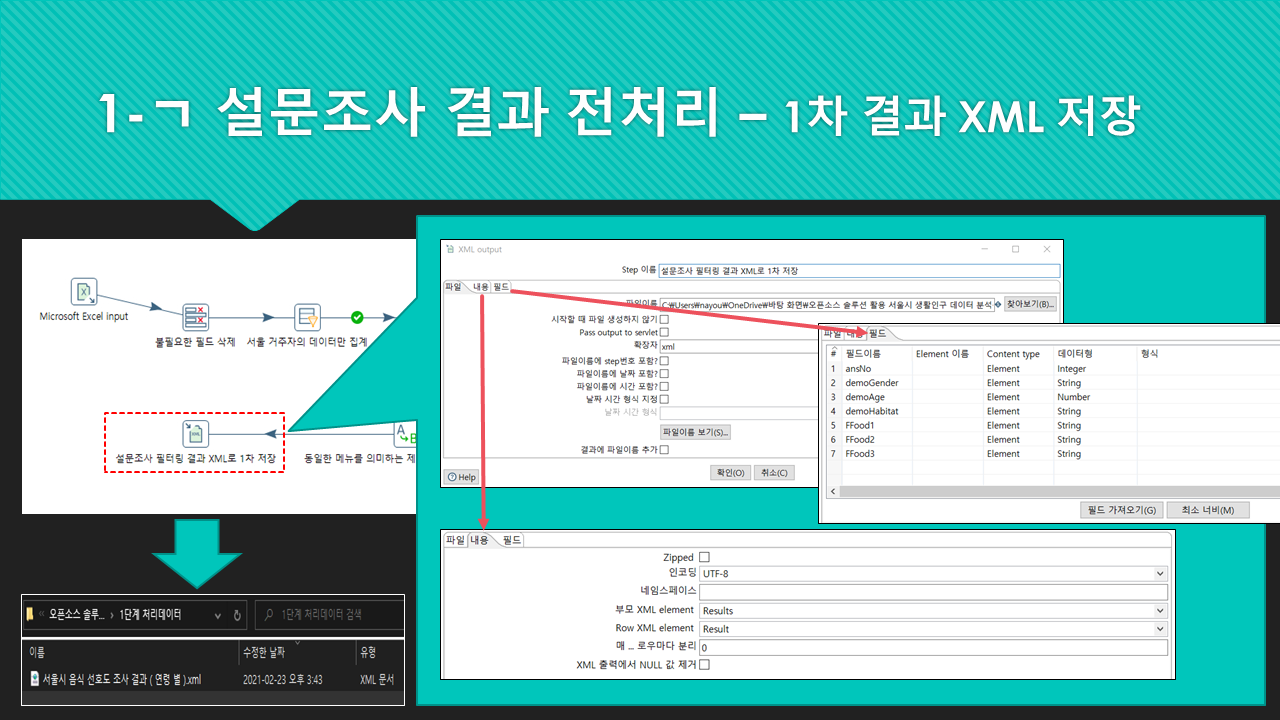 1-ㄱ 설문조사 결과 전처리 – 1차 결과 XML 저장
Microsoft Excel input
불필요한 필드 삭제
서울 거주자의 데이터만 집계
설문조사 필터링 결과 XML로 1차 저장
동일한 메뉴를 의미하는 제
A
B
오픈소스 솔루... › 1단계 처리데이터
1단계 처리데이터 검색
이름 수정한 날짜 유형
서울시 음식 선호도 조사 결과 ( 연령 별 ).xml 2021-02-23 오후 3:43 XML 문서
XML output
Step 이름 설문조사 필터링 결과 XML로 1차 저장
파일 내용 필드
파일이름 C:₩Users₩nayou₩OneDrive₩바탕 화면₩오픈소스 솔루션 활용 서울시 생활인구 데이터 분석 찾아보기(B)...
시작할 때 파일 생성하지 않기
Pass output to servlet
확장자 xml
파일이름에 step번호 포함?
파일이름에 날짜 포함?
파일이름에 시간 포함?
날짜 시간 형식 지정
날짜 시간 형식
파일이름 보기(S)...
결과에 파일이름 추가
Help 확인(O) 취소(C)
파일 내용 필드
# 필드이름 Element 이름 Content type 데이터형 형식
1 ansNo Element Integer
2 demoGender Element String
3 demoAge Element Number
4 demoHabitat Element String
5 FFood1 Element String
6 FFood2 Element String
7 FFood3 Element String
필드 가져오기(G) 최소 너비(M)
파일 내용 필드
Zipped
인코딩 UTF-8
네임스페이스
부모 XML element Results
Row XML element Result
매 ... 로우마다 분리 0
XML 출력에서 NULL 값 제거